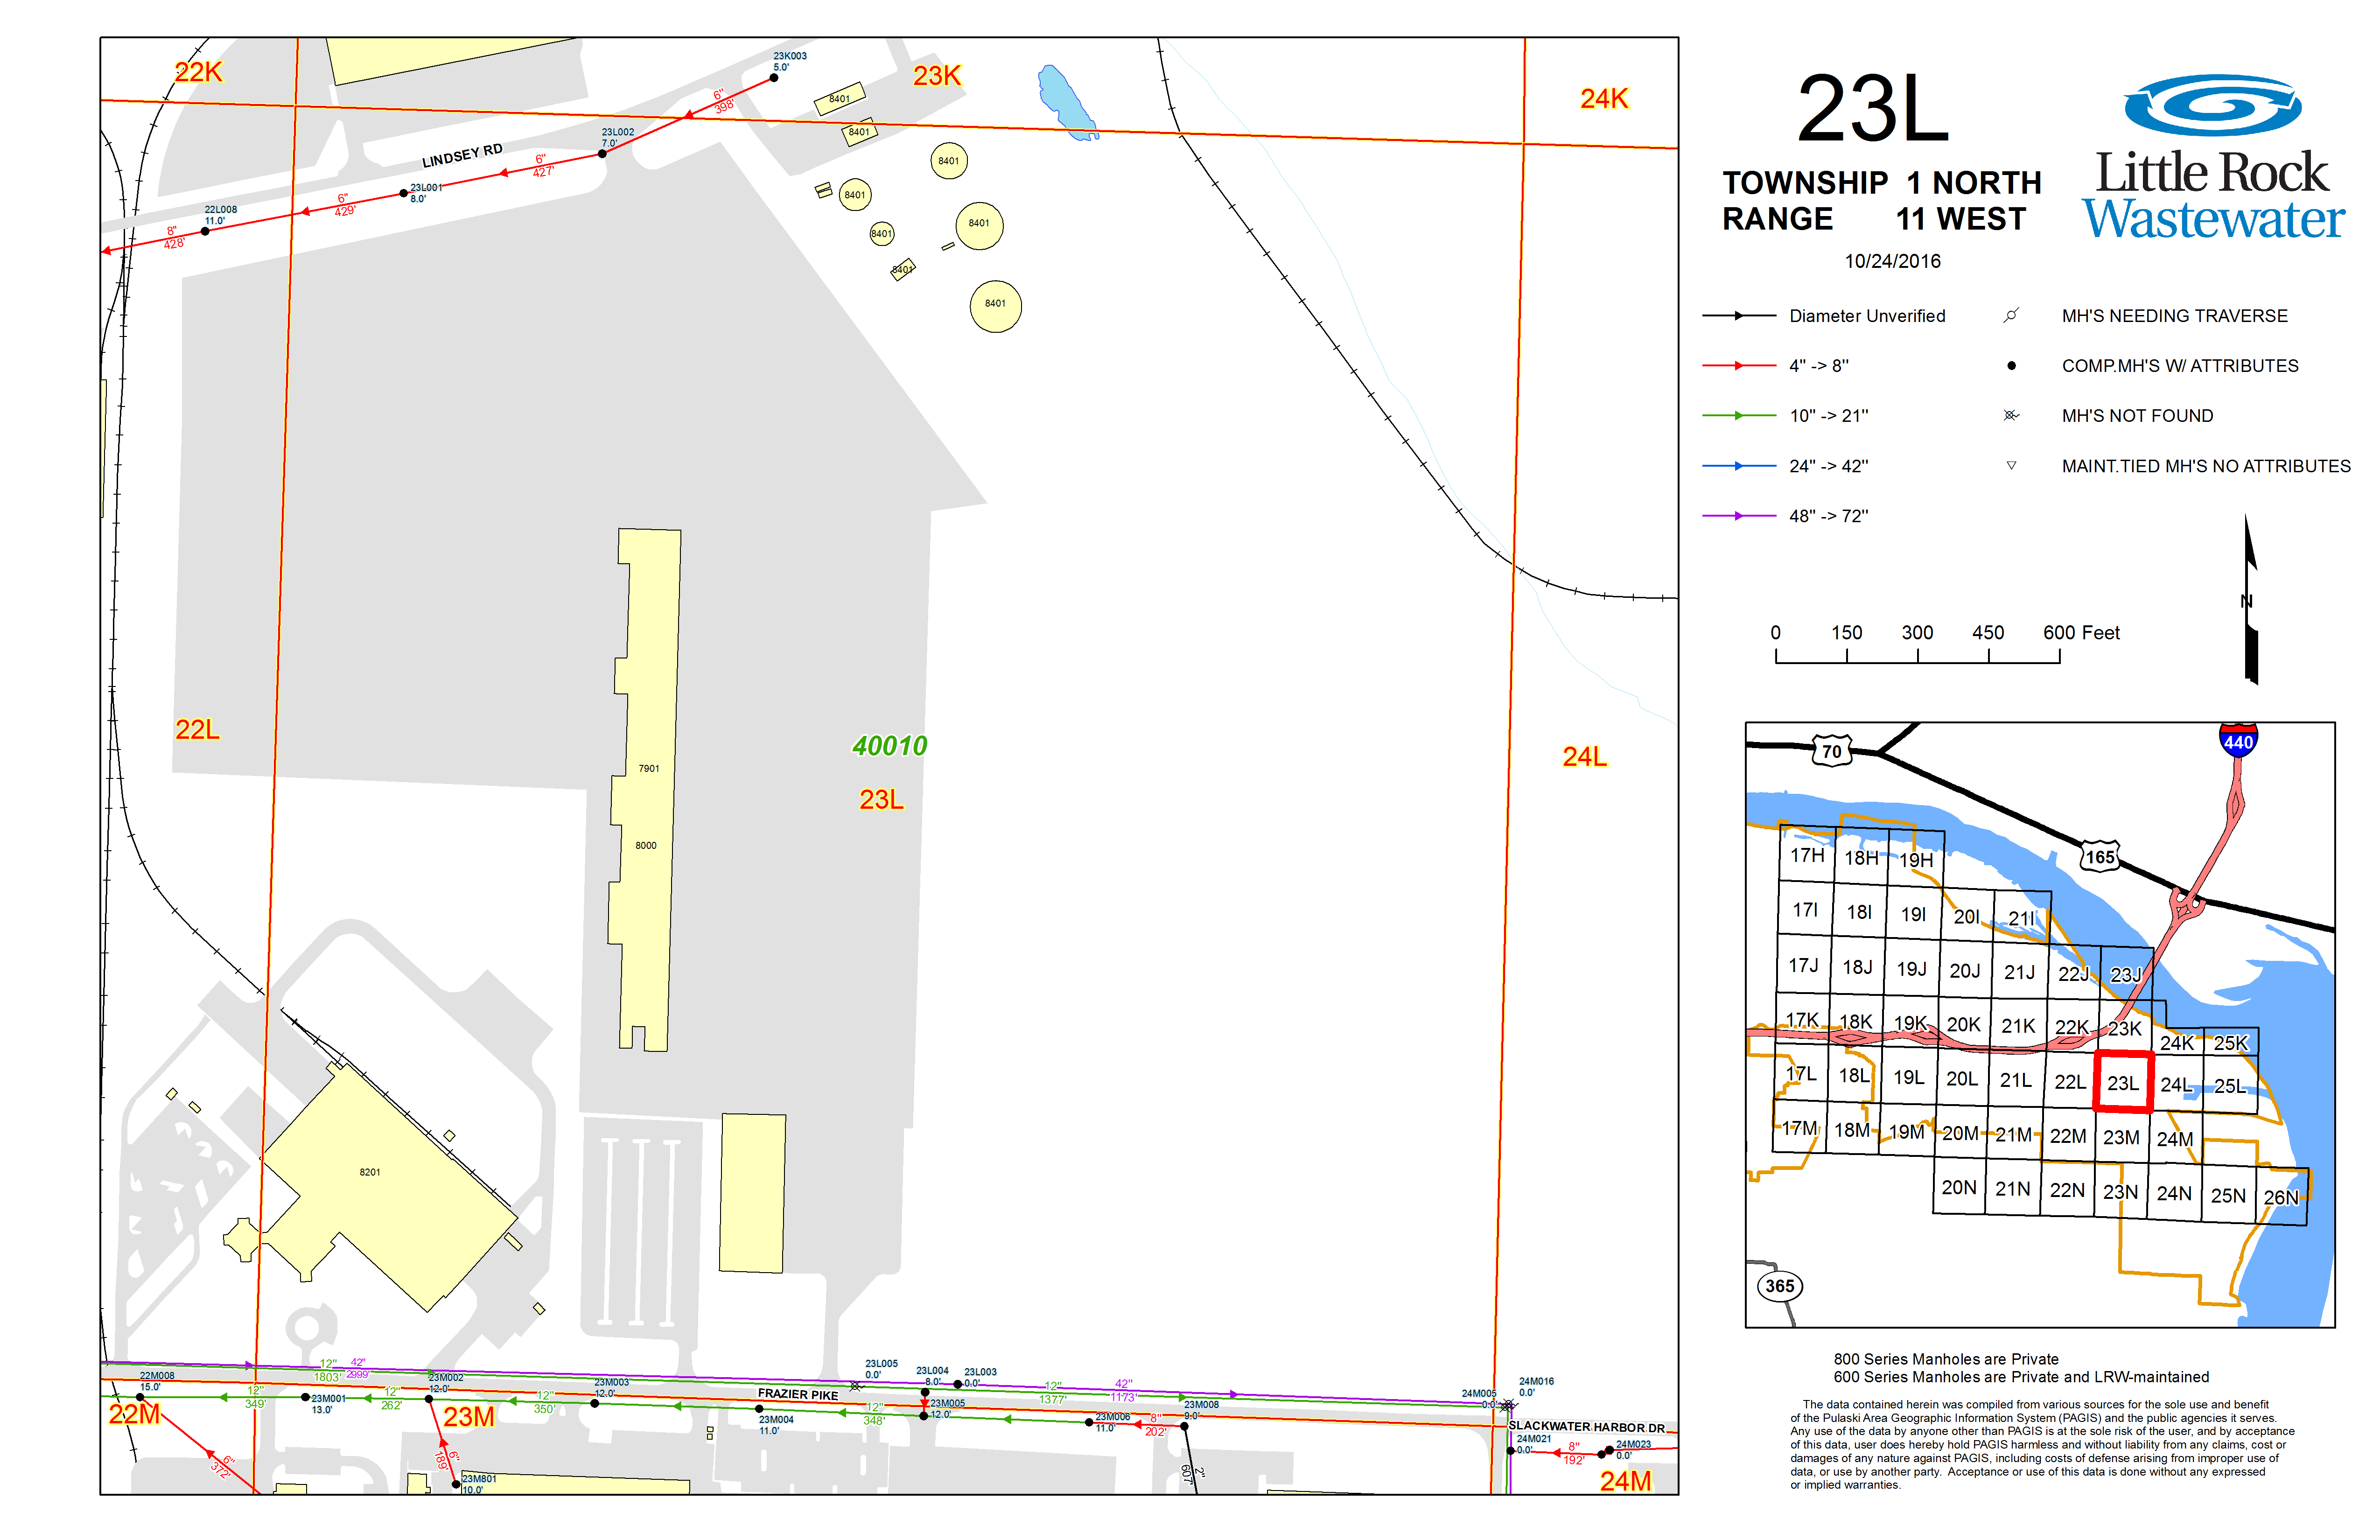 22K
23K003
5.0'
23K
24K
6"
398'
8401
8401
23L002
7.0'
LINDSEY RD
6"
427'
8401
23L001
8.0'
6"
429'
8401
22L008
11.0'
8"
428'
8401
8401
8401
8401
22L
40010
24L
7901
23L
8000
8201
12"
1803'
42"
2999'
22M008
15.0'
12"
349'
23M001
13.0'
12"
262'
23M002
12.0'
12"
350'
23M003
12.0'
FRAZIER PIKE
23L005
0.0'
23L004
8.0'
23L003
0.0'
23M004
11.0'
12"
348'
23M005
12.0'
12"
1377'
42"
1173'
23M006
11.0'
8"
202'
23M008
9.0'
24M005
0.0'
24M016
0.0'
SLACKWATER HARBOR DR
24M021
0.0'
8"
192'
24M023
0.0'
22M
23M
24M
6"
372'
6"
189'
23M801
10.0'
2"
607'
23L
TOWNSHIP 1 NORTH
RANGE 11 WEST
10/24/2016
Little Rock
Wastewater
Diameter Unverified
4" -> 8"
10" -> 21"
24" -> 42"
48" -> 72"
MH'S NEEDING TRAVERSE
COMP.MH'S W/ ATTRIBUTES
MH'S NOT FOUND
MAINT.TIED MH'S NO ATTRIBUTES
N
0 150 300 450 600 Feet
70
440
165
365
17H 18H 19H
17I 18I 19I 20I 21I
17J 18J 19J 20J 21J 22J 23J
17K 18K 19K 20K 21K 22K 23K 24K 25K
17L 18L 19L 20L 21L 22L 23L 24L 25L
17M 18M 19M 20M 21M 22M 23M 24M
20N 21N 22N 23N 24N 25N 26N
800 Series Manholes are Private
600 Series Manholes are Private and LRW-maintained
The data contained herein was compiled from various sources for the sole use and benefit
of the Pulaski Area Geographic Information System (PAGIS) and the public agencies it serves.
Any use of the data by anyone other than PAGIS is at the sole risk of the user, and by acceptance
of this data, user does hereby hold PAGIS harmless and without liability from any claims, cost or
damages of any nature against PAGIS, including costs of defense arising from improper use of
data, or use by another party. Acceptance or use of this data is done without any expressed
or implied warranties.